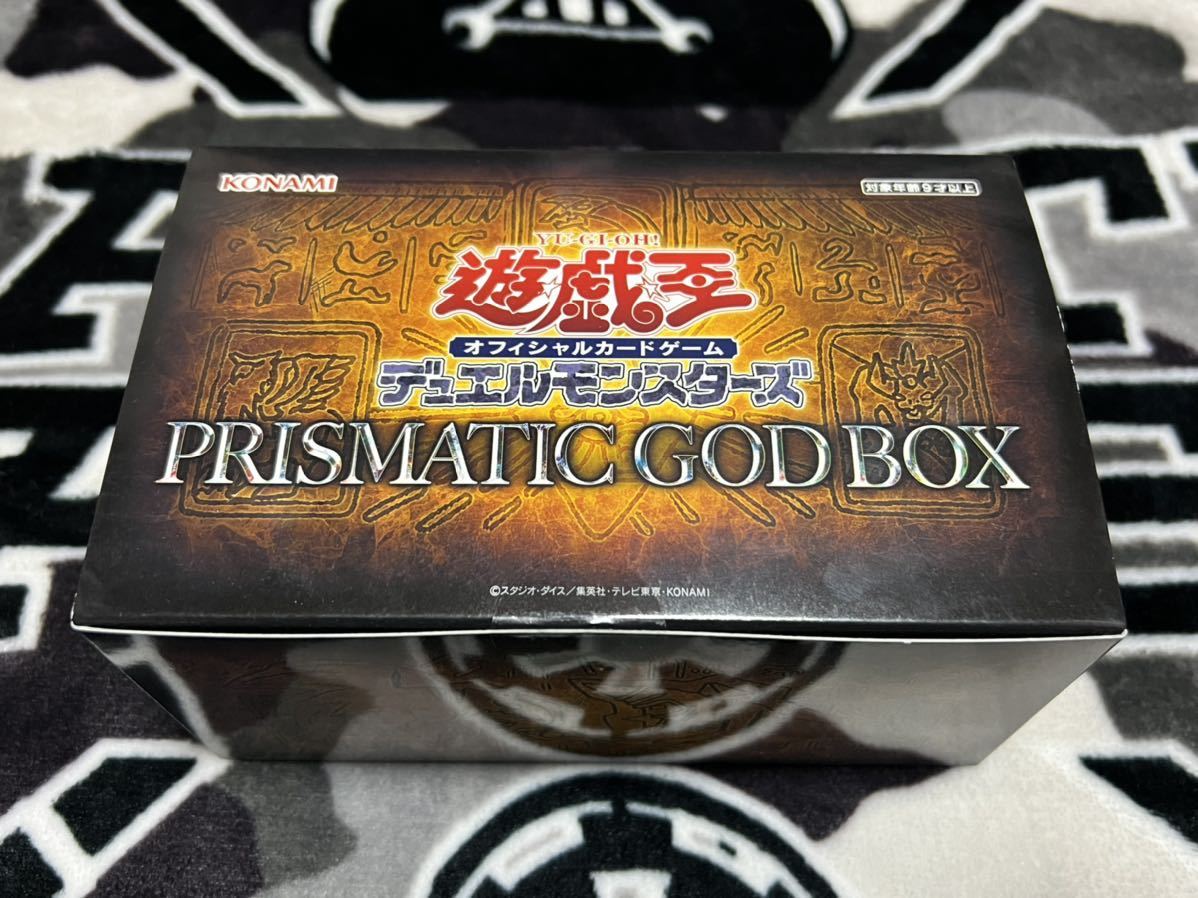 KONAMI
対象年齢9才以上
YU-GI-OH!
遊☆戯☆王
オフィシャルカードゲーム
デュエルモンスターズ
PRISMATIC GOD BOX
©スタジオ・ダイス／集英社・テレビ東京・KONAMI